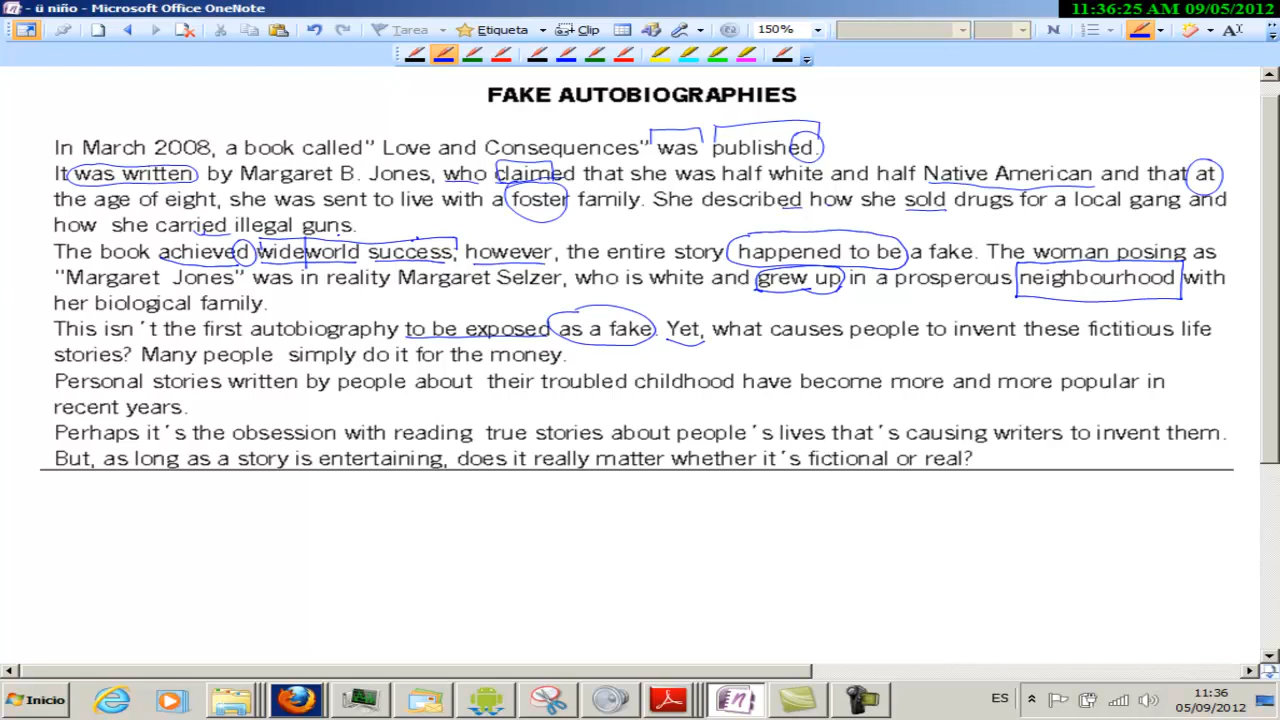 - ü niño - Microsoft Office OneNote
11:36:25 AM 09/05/2012
Tarea
Etiqueta
Clip
150%
N
FAKE AUTOBIOGRAPHIES
In March 2008, a book called" Love and Consequences" was published.
It was written by Margaret B. Jones, who claimed that she was half white and half Native American and that at
the age of eight, she was sent to live with a foster family. She described how she sold drugs for a local gang and
how she carried illegal guns.
The book achieved wideworld success; however, the entire story happened to be a fake. The woman posing as
"Margaret Jones" was in reality Margaret Selzer, who is white and grew up in a prosperous neighbourhood with
her biological family.
This isn´t the first autobiography to be exposed as a fake. Yet, what causes people to invent these fictitious life
stories? Many people simply do it for the money.
Personal stories written by people about their troubled childhood have become more and more popular in
recent years.
Perhaps it´s the obsession with reading true stories about people´s lives that´s causing writers to invent them.
But, as long as a story is entertaining, does it really matter whether it´s fictional or real?
Inicio
ES
11:36
05/09/2012